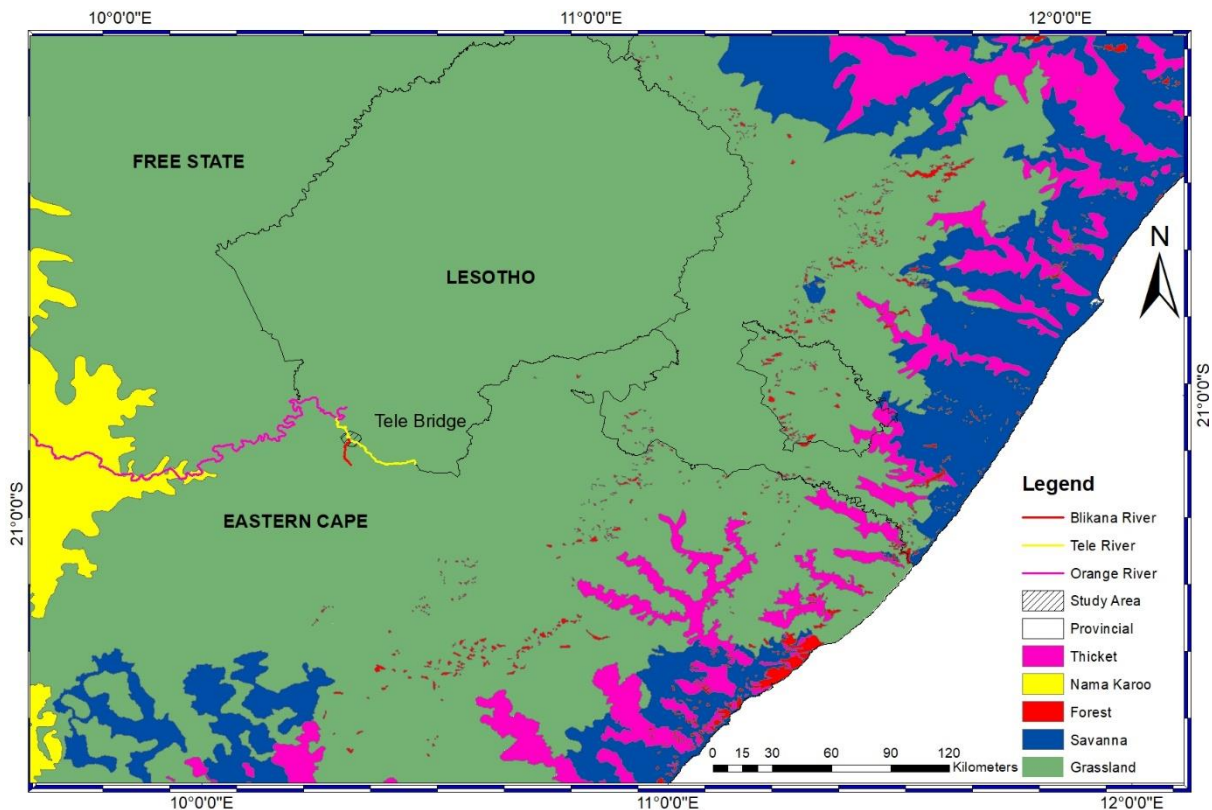 10°0'0"E 11°0'0"E 12°0'0"E
FREE STATE
LESOTHO
N
Tele Bridge
21°0'0"S
21°0'0"S
EASTERN CAPE
Legend
Blikana River
Tele River
Orange River
Study Area
Provincial
Thicket
Nama Karoo
Forest
Savanna
Grassland
0 15 30 60 90 120
Kilometers
10°0'0"E 11°0'0"E 12°0'0"E